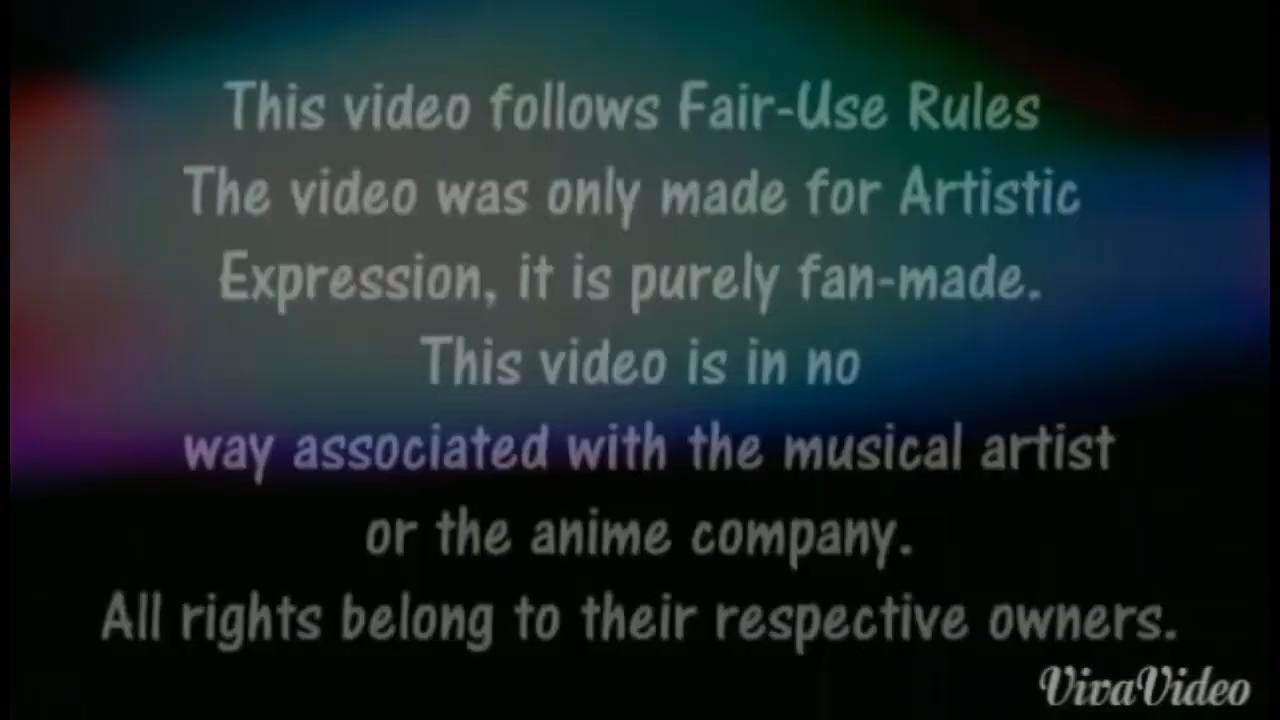 This video follows Fair-Use Rules
The video was only made for Artistic
Expression, it is purely fan-made.
This video is in no
way associated with the musical artist
or the anime company.
All rights belong to their respective owners.
VivaVideo